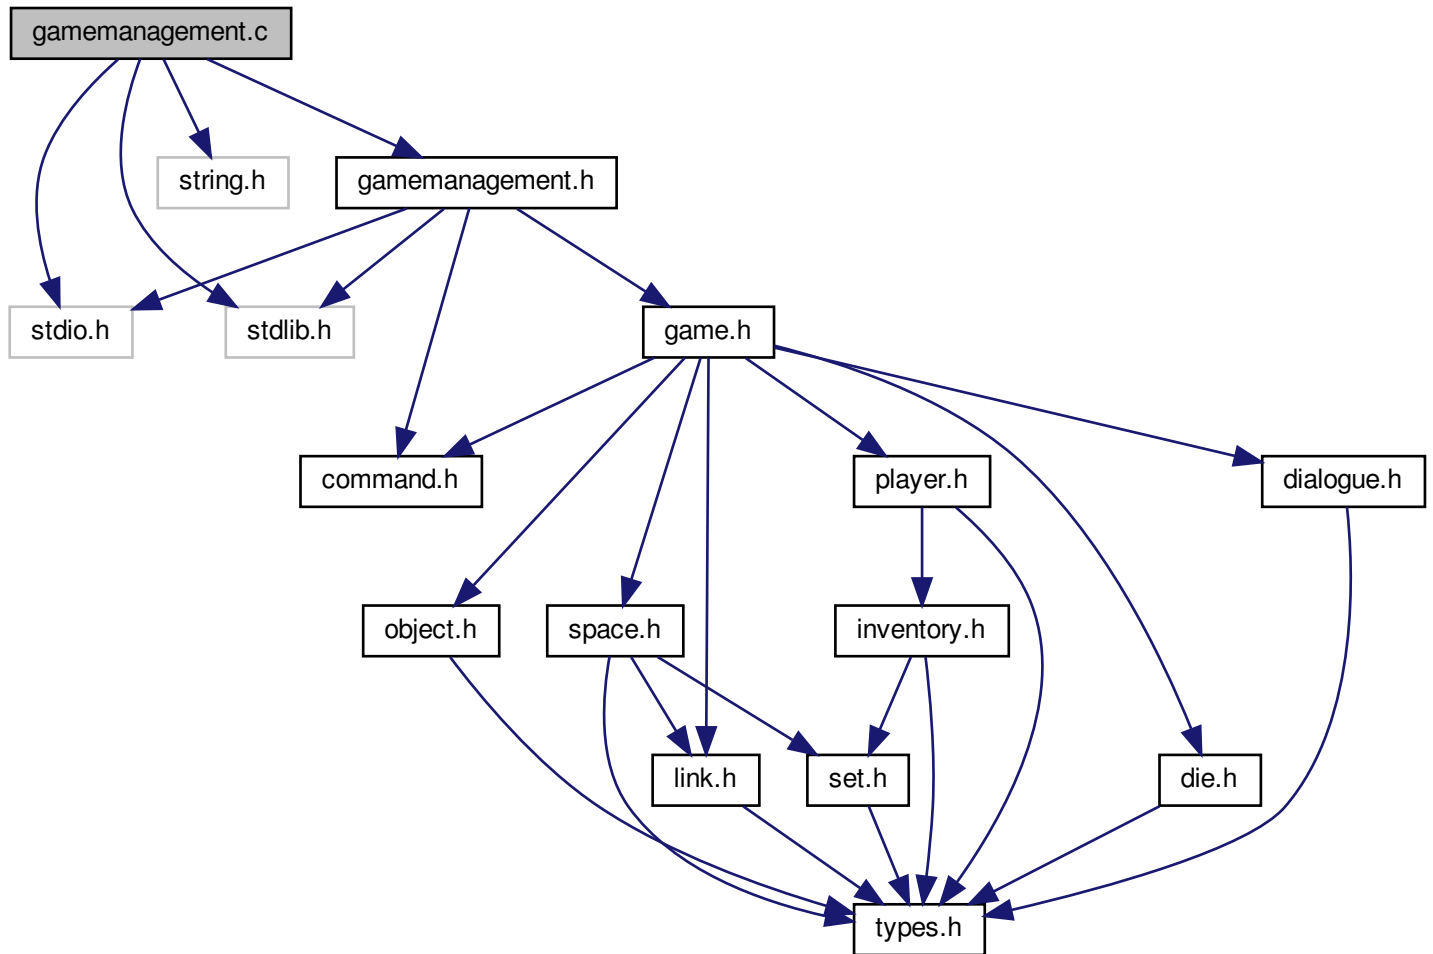 gamemanagement.c
string.h
gamemanagement.h
stdio.h
stdlib.h
game.h
command.h
player.h
dialogue.h
object.h
space.h
inventory.h
link.h
set.h
die.h
types.h